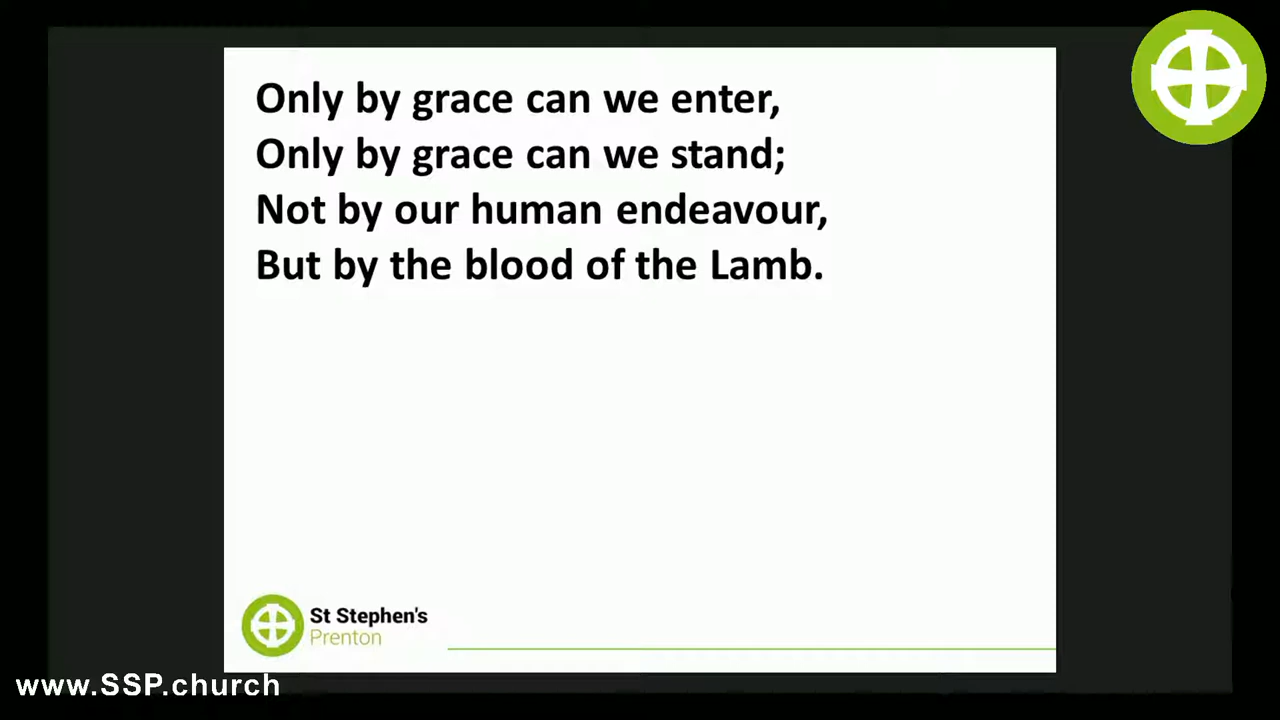 Only by grace can we enter,
Only by grace can we stand;
Not by our human endeavour,
But by the blood of the Lamb.
St Stephen's
Prenton
www.SSP.church